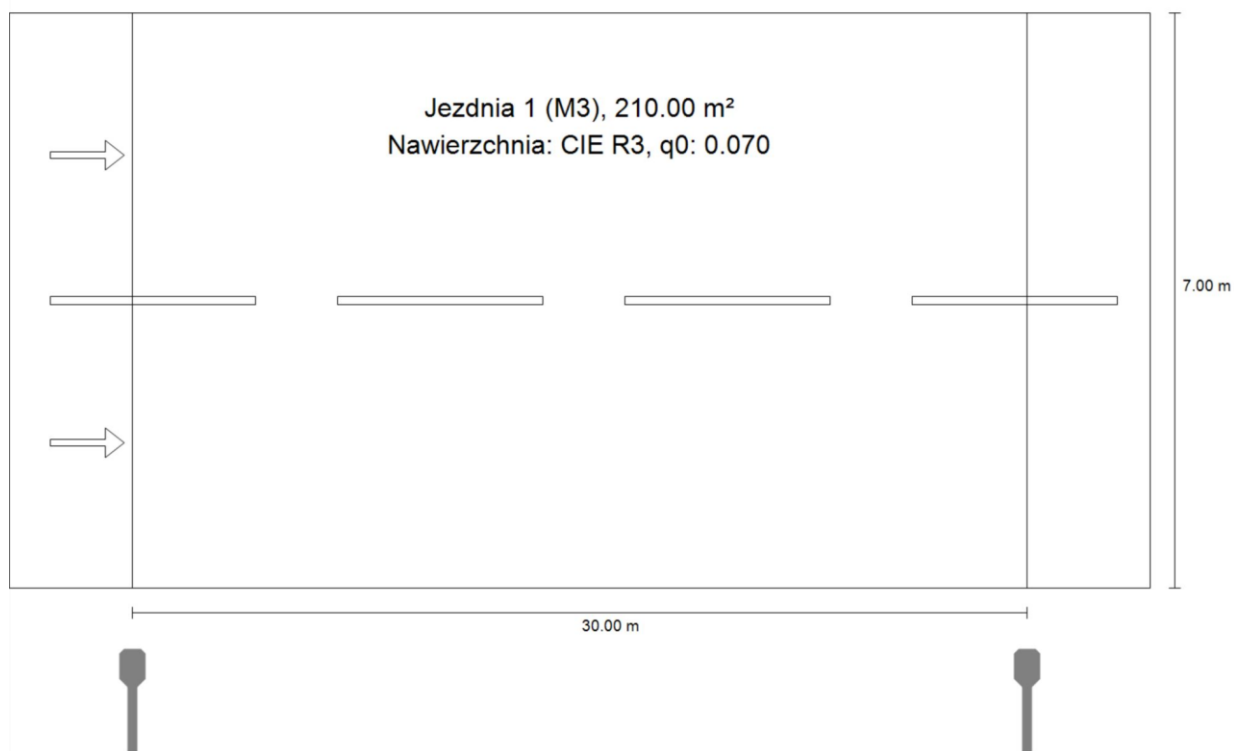 Jezdnia 1 (M3), 210.00 m²
Nawierzchnia: CIE R3, q0: 0.070
7.00 m
30.00 m